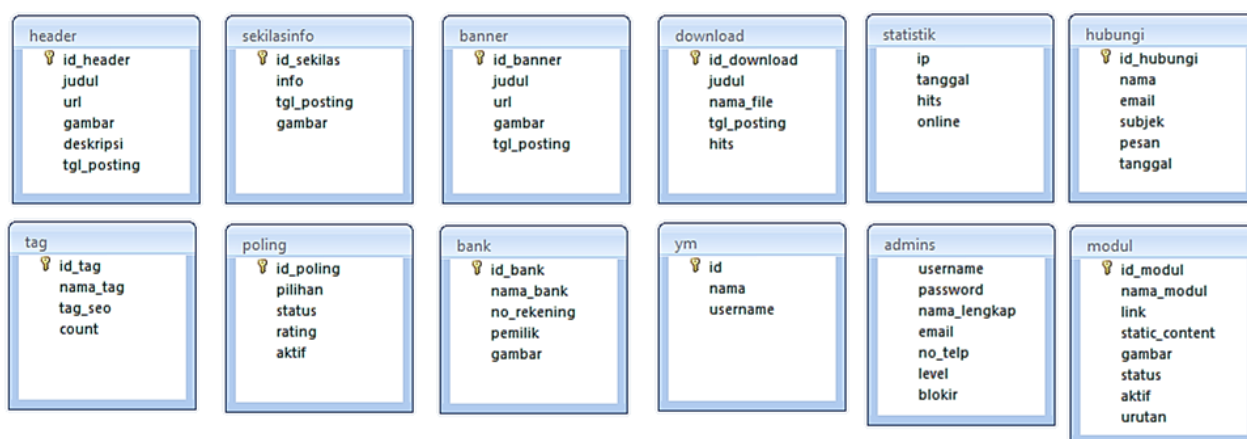 header
id_header
judul
url
gambar
deskripsi
tgl_posting
sekilasinfo
id_sekilas
info
tgl_posting
gambar
banner
id_banner
judul
url
gambar
tgl_posting
download
id_download
judul
nama_file
tgl_posting
hits
statistik
ip
tanggal
hits
online
hubungi
id_hubungi
nama
email
subjek
pesan
tanggal
tag
id_tag
nama_tag
tag_seo
count
poling
id_poling
pilihan
status
rating
aktif
bank
id_bank
nama_bank
no_rekening
pemilik
gambar
ym
id
nama
username
admins
username
password
nama_lengkap
email
no_telp
level
blokir
modul
id_modul
nama_modul
link
static_content
gambar
status
aktif
urutan